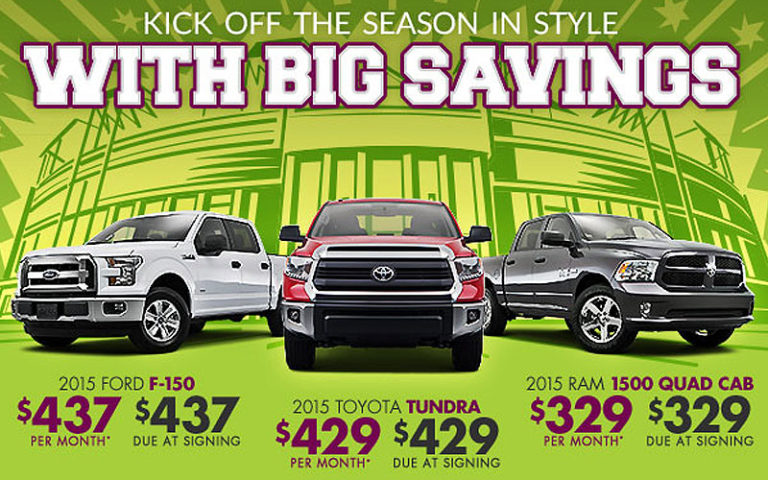 KICK OFF THE SEASON IN STYLE
WITH BIG SAVINGS
2015 FORD F-150
$437 $437
PER MONTH* DUE AT SIGNING
2015 TOYOTA TUNDRA
$429 $429
PER MONTH* DUE AT SIGNING
2015 RAM 1500 QUAD CAB
$329 $329
PER MONTH* DUE AT SIGNING